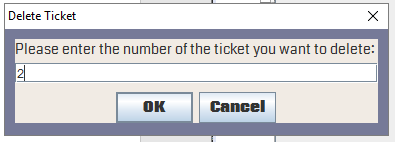 Delete Ticket
Please enter the number of the ticket you want to delete:
2
OK Cancel